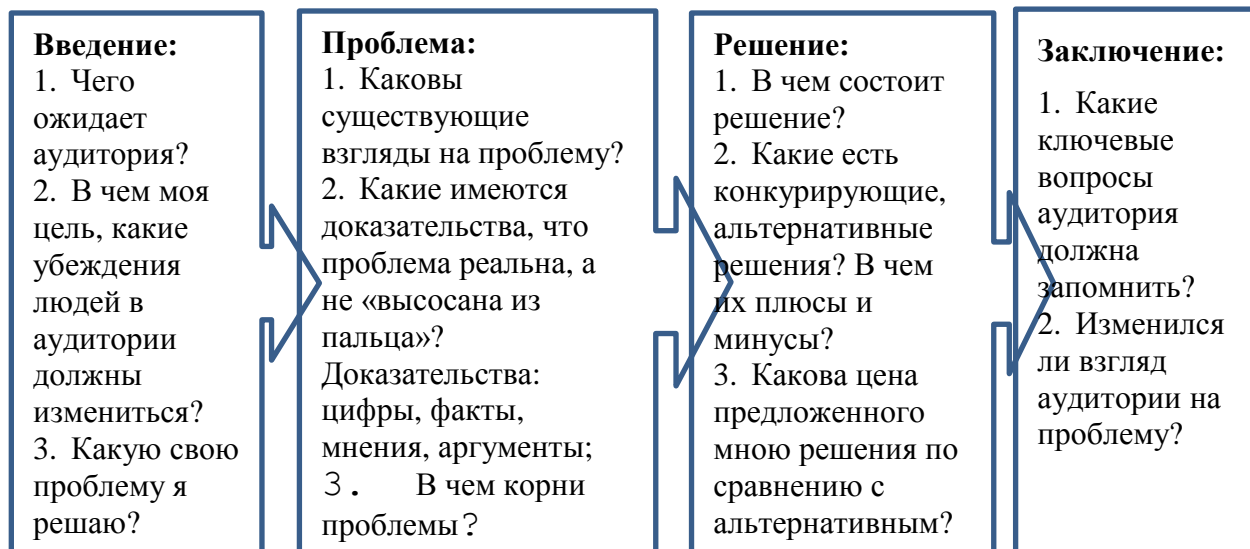 Введение:
1. Чего
ожидает
аудитория?
2. В чем моя
цель, какие
убеждения
людей в
аудитории
должны
измениться?
3. Какую свою
проблему я
решаю?
Проблема:
1. Каковы
существующие
взгляды на проблему?
2. Какие имеются
доказательства, что
проблема реальна, а
не «высосана из
пальца»?
Доказательства:
цифры, факты,
мнения, аргументы;
3. В чем корни
проблемы?
Решение:
1. В чем состоит
решение?
2. Какие есть
конкурирующие,
альтернативные
решения? В чем
их плюсы и
минусы?
3. Какова цена
предложенного
мною решения по
сравнению с
альтернативным?
Заключение:
1. Какие
ключевые
вопросы
аудитория
должна
запомнить?
2. Изменился
ли взгляд
аудитории на
проблему?